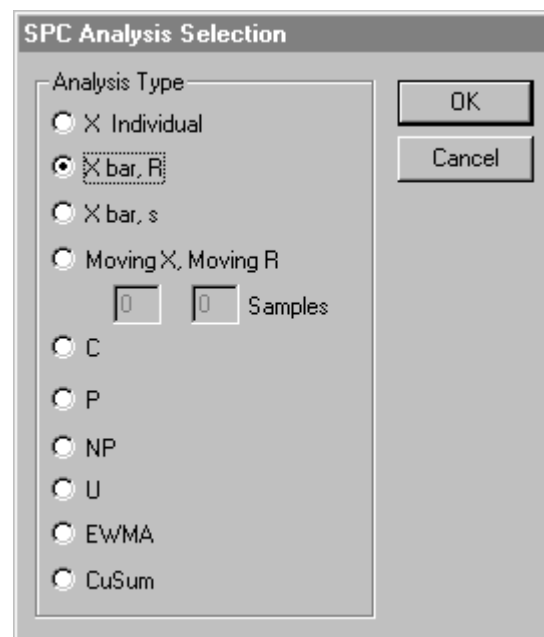 SPC Analysis Selection
Analysis Type
OK
X Individual
Cancel
X bar, R
X bar, s
Moving X, Moving R
0 0 Samples
C
P
NP
U
EWMA
CuSum